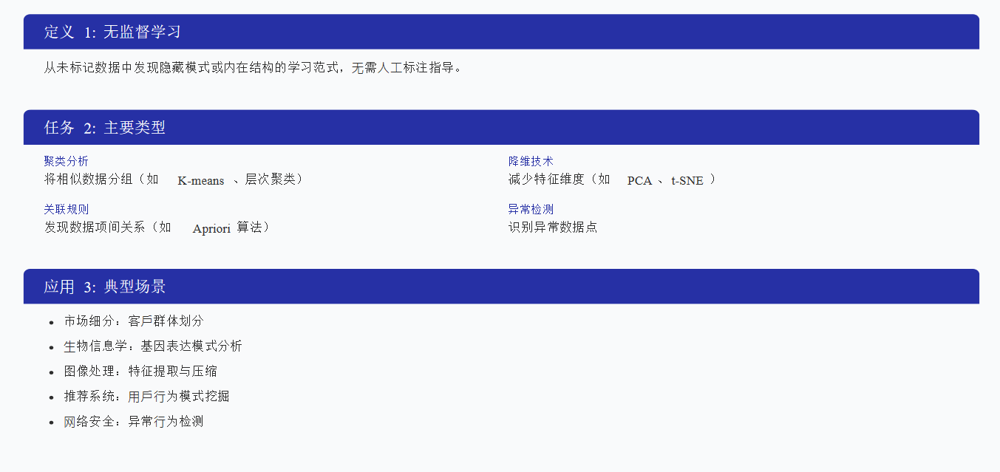 定义 1: 无监督学习
从未标记数据中发现隐藏模式或内在结构的学习范式，无需人工标注指导。
任务 2: 主要类型
聚类分析
将相似数据分组（如 K-means 、层次聚类）
降维技术
减少特征维度（如 PCA 、 t-SNE ）
关联规则
发现数据项间关系（如 Apriori 算法）
异常检测
识别异常数据点
应用 3: 典型场景
• 市场细分：客戶群体划分
• 生物信息学：基因表达模式分析
• 图像处理：特征提取与压缩
• 推荐系统：用戶行为模式挖掘
• 网络安全：异常行为检测